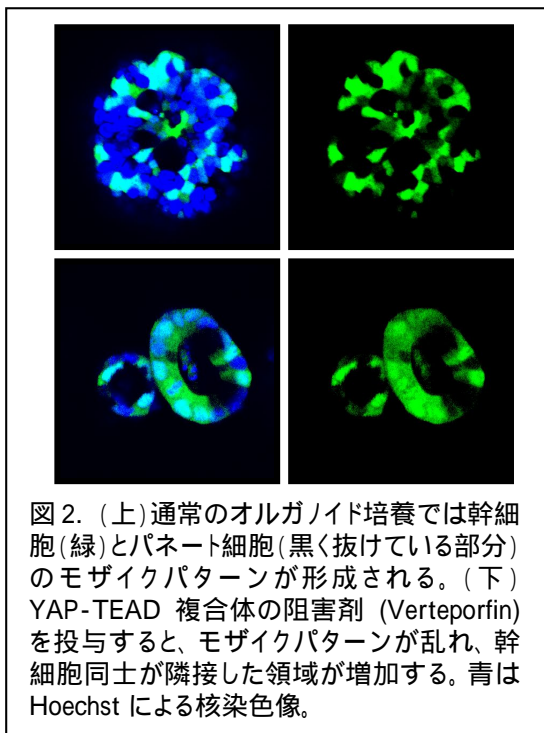 図2. (上)通常のオルガノイド培養では幹細
胞(緑)とパネート細胞(黒く抜けている部分)
のモザイクパターンが形成される。(下)
YAP-TEAD 複合体の阻害剤 (Verteporfin)
を投与すると、モザイクパターンが乱れ、幹
細胞同士が隣接した領域が増加する。青は
Hoechst による核染色像。